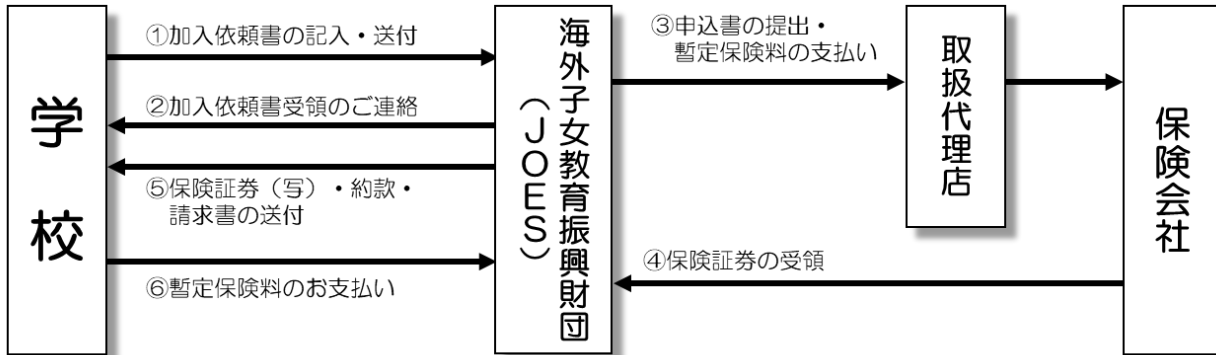 学校
①加入依頼書の記入・送付
②加入依頼書受領のご連絡
⑤保険証券（写）・約款・
請求書の送付
⑥暫定保険料のお支払い
海外子女教育振興財団
（JOES）
③申込書の提出・
暫定保険料の支払い
④保険証券の受領
取扱代理店
保険会社